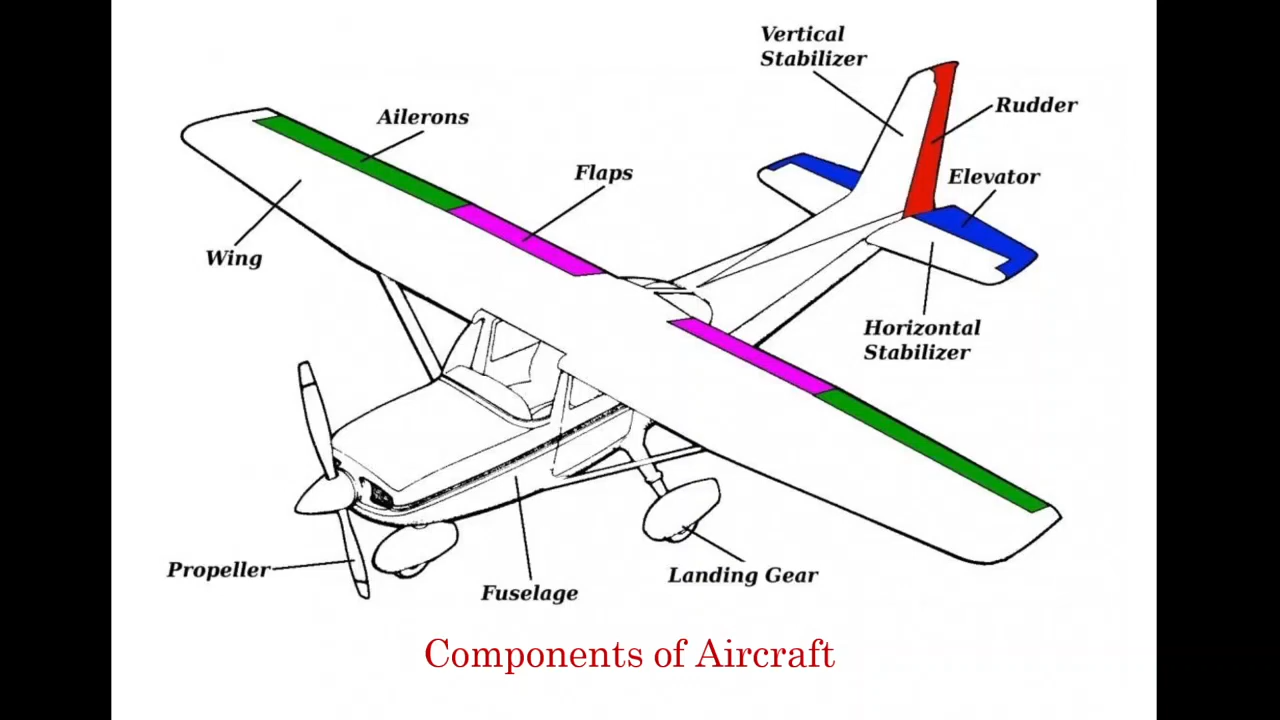 Vertical
Stabilizer
Rudder
Ailerons
Flaps
Elevator
Wing
Horizontal
Stabilizer
Propeller
Fuselage
Landing Gear
Components of Aircraft